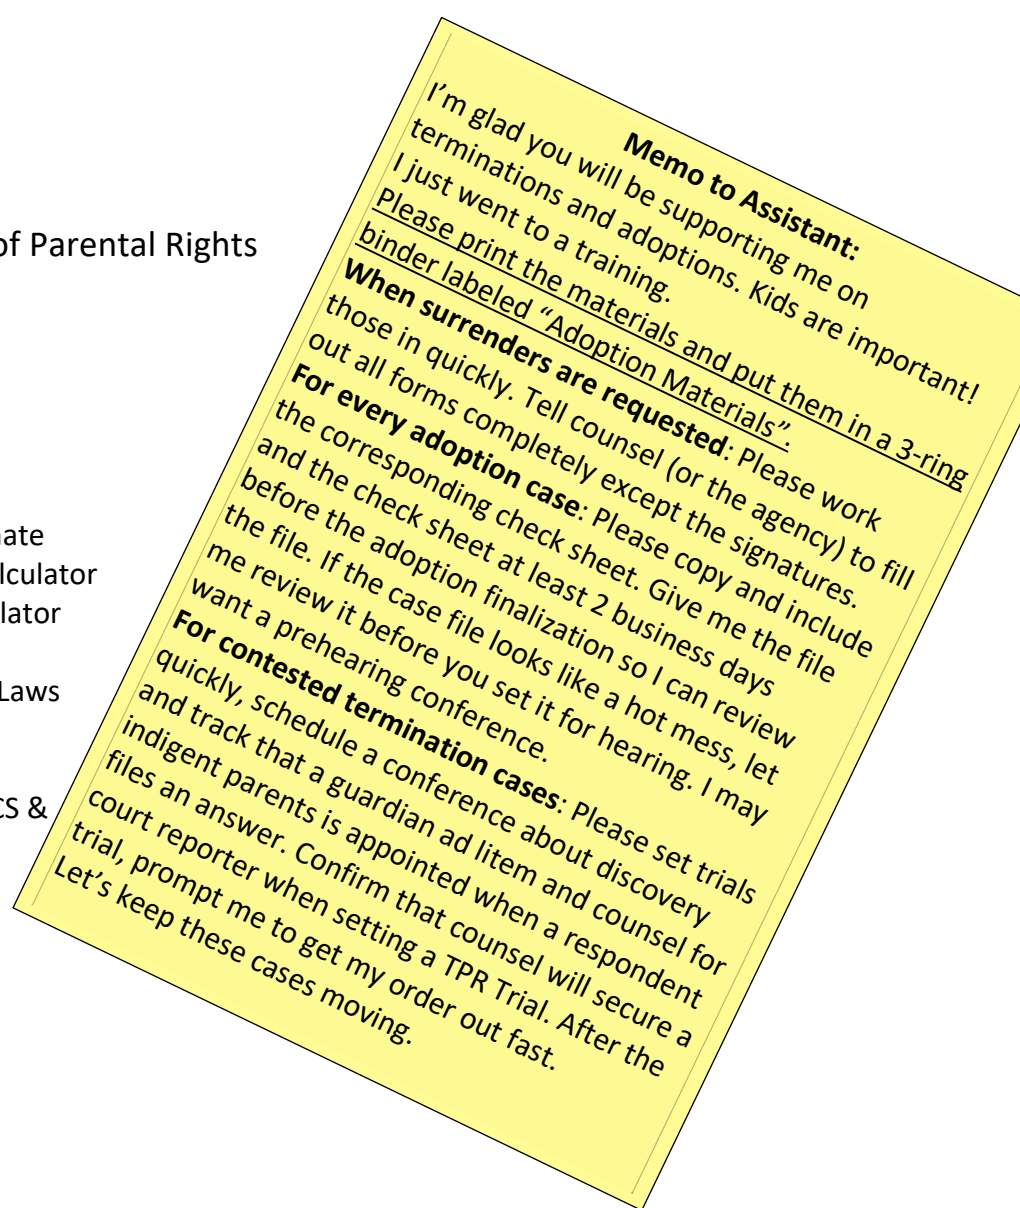 of Parental Rights
ate
lculator
lator
Laws
CS &
Memo to Assistant:
I’m glad you will be supporting me on
terminations and adoptions. Kids are important!
I just went to a training.
Please print the materials and put them in a 3-ring
binder labeled “Adoption Materials”.
When surrenders are requested: Please work
those in quickly. Tell counsel (or the agency) to fill
out all forms completely except the signatures.
For every adoption case: Please copy and include
the corresponding check sheet. Give me the file
and the check sheet at least 2 business days
before the adoption finalization so I can review
the file. If the case file looks like a hot mess, let
me review it before you set it for hearing. I may
want a prehearing conference.
For contested termination cases: Please set trials
quickly, schedule a conference about discovery
and track that a guardian ad litem and counsel for
indigent parents is appointed when a respondent
files an answer. Confirm that counsel will secure a
court reporter when setting a TPR Trial. After the
trial, prompt me to get my order out fast.
Let’s keep these cases moving.